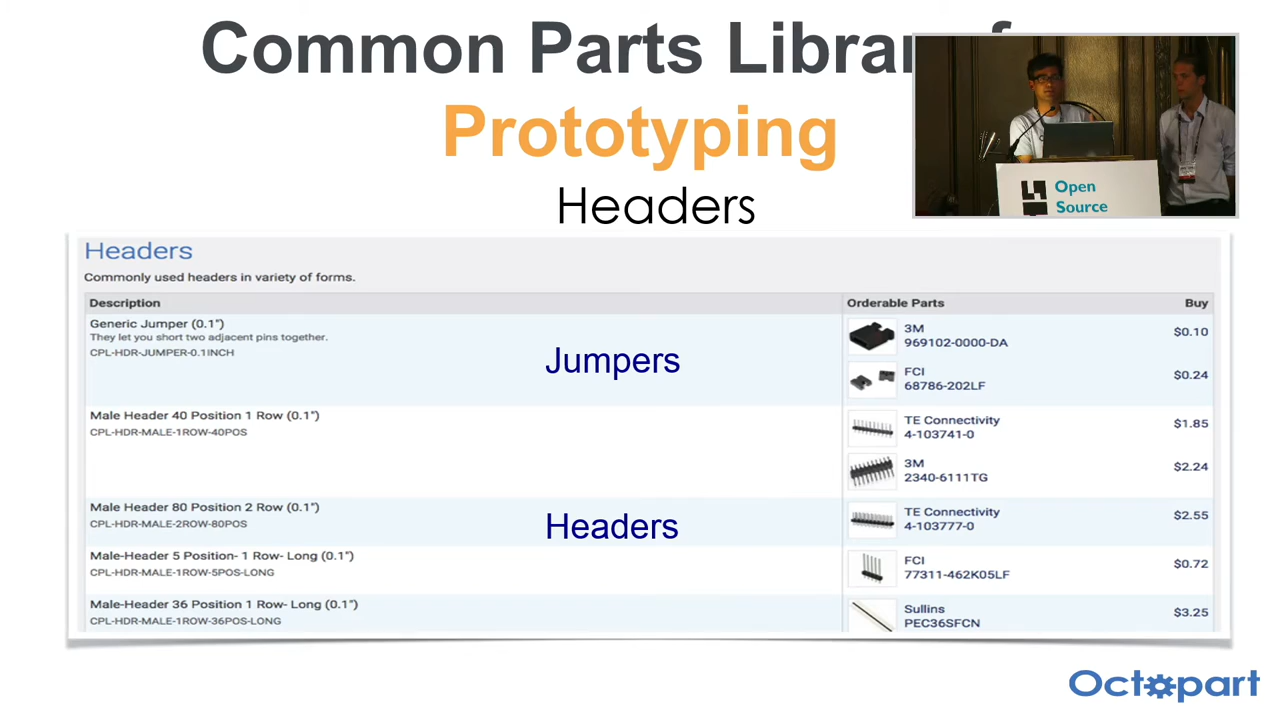 Common Parts Library f
Prototyping
Headers
Open
Source
Headers
Commonly used headers in variety of forms.
Description Orderable Parts Buy
Generic Jumper (0.1")
They let you short two adjacent pins together.
CPL-HDR-JUMPER-0.1INCH
Jumpers
3M
969102-0000-DA
$0.10
FCI
68786-202LF
$0.24
Male Header 40 Position 1 Row (0.1")
CPL-HDR-MALE-1ROW-40POS
TE Connectivity
4-103741-0
$1.85
3M
2340-6111TG
$2.24
Male Header 80 Position 2 Row (0.1")
CPL-HDR-MALE-2ROW-80POS
Headers
TE Connectivity
4-103777-0
$2.55
Male-Header 5 Position- 1 Row- Long (0.1")
CPL-HDR-MALE-1ROW-5POS-LONG
FCI
77311-462K05LF
$0.72
Male-Header 36 Position 1 Row- Long (0.1")
CPL-HDR-MALE-1ROW-36POS-LONG
Sullins
PEC36SFCN
$3.25
Octopart